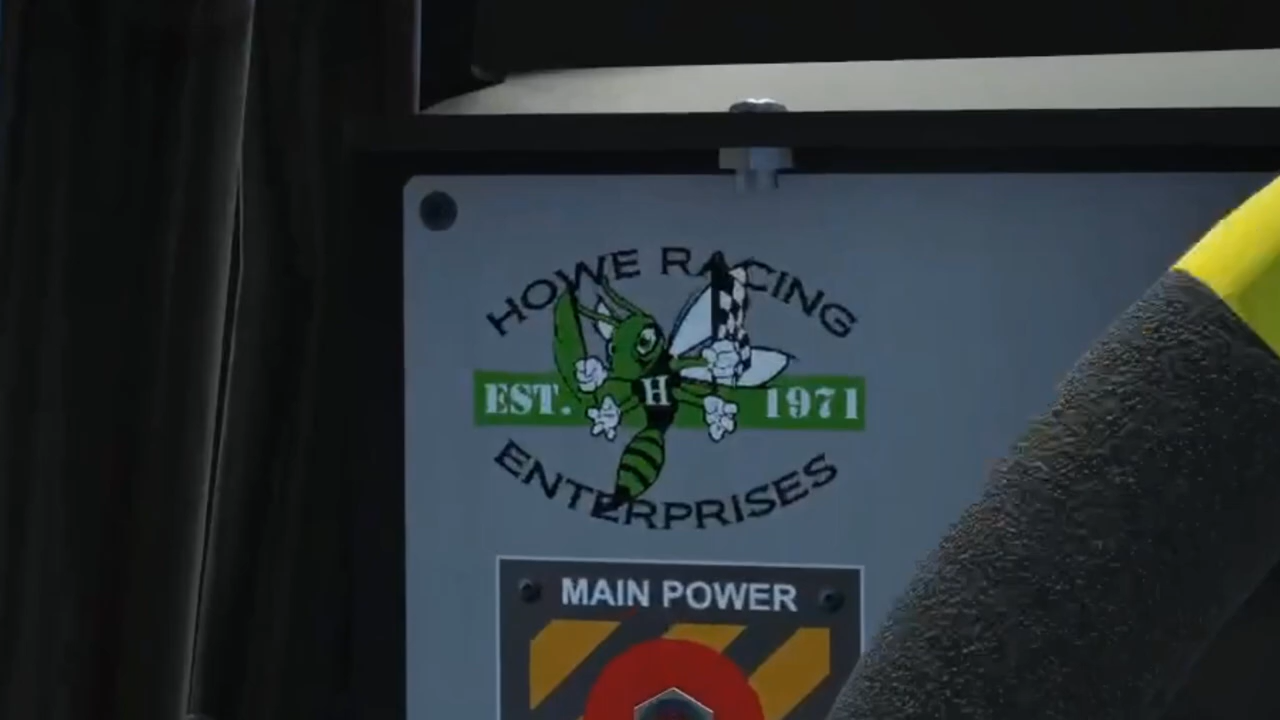 HOWE RACING
EST. H 1971
ENTERPRISES
MAIN POWER